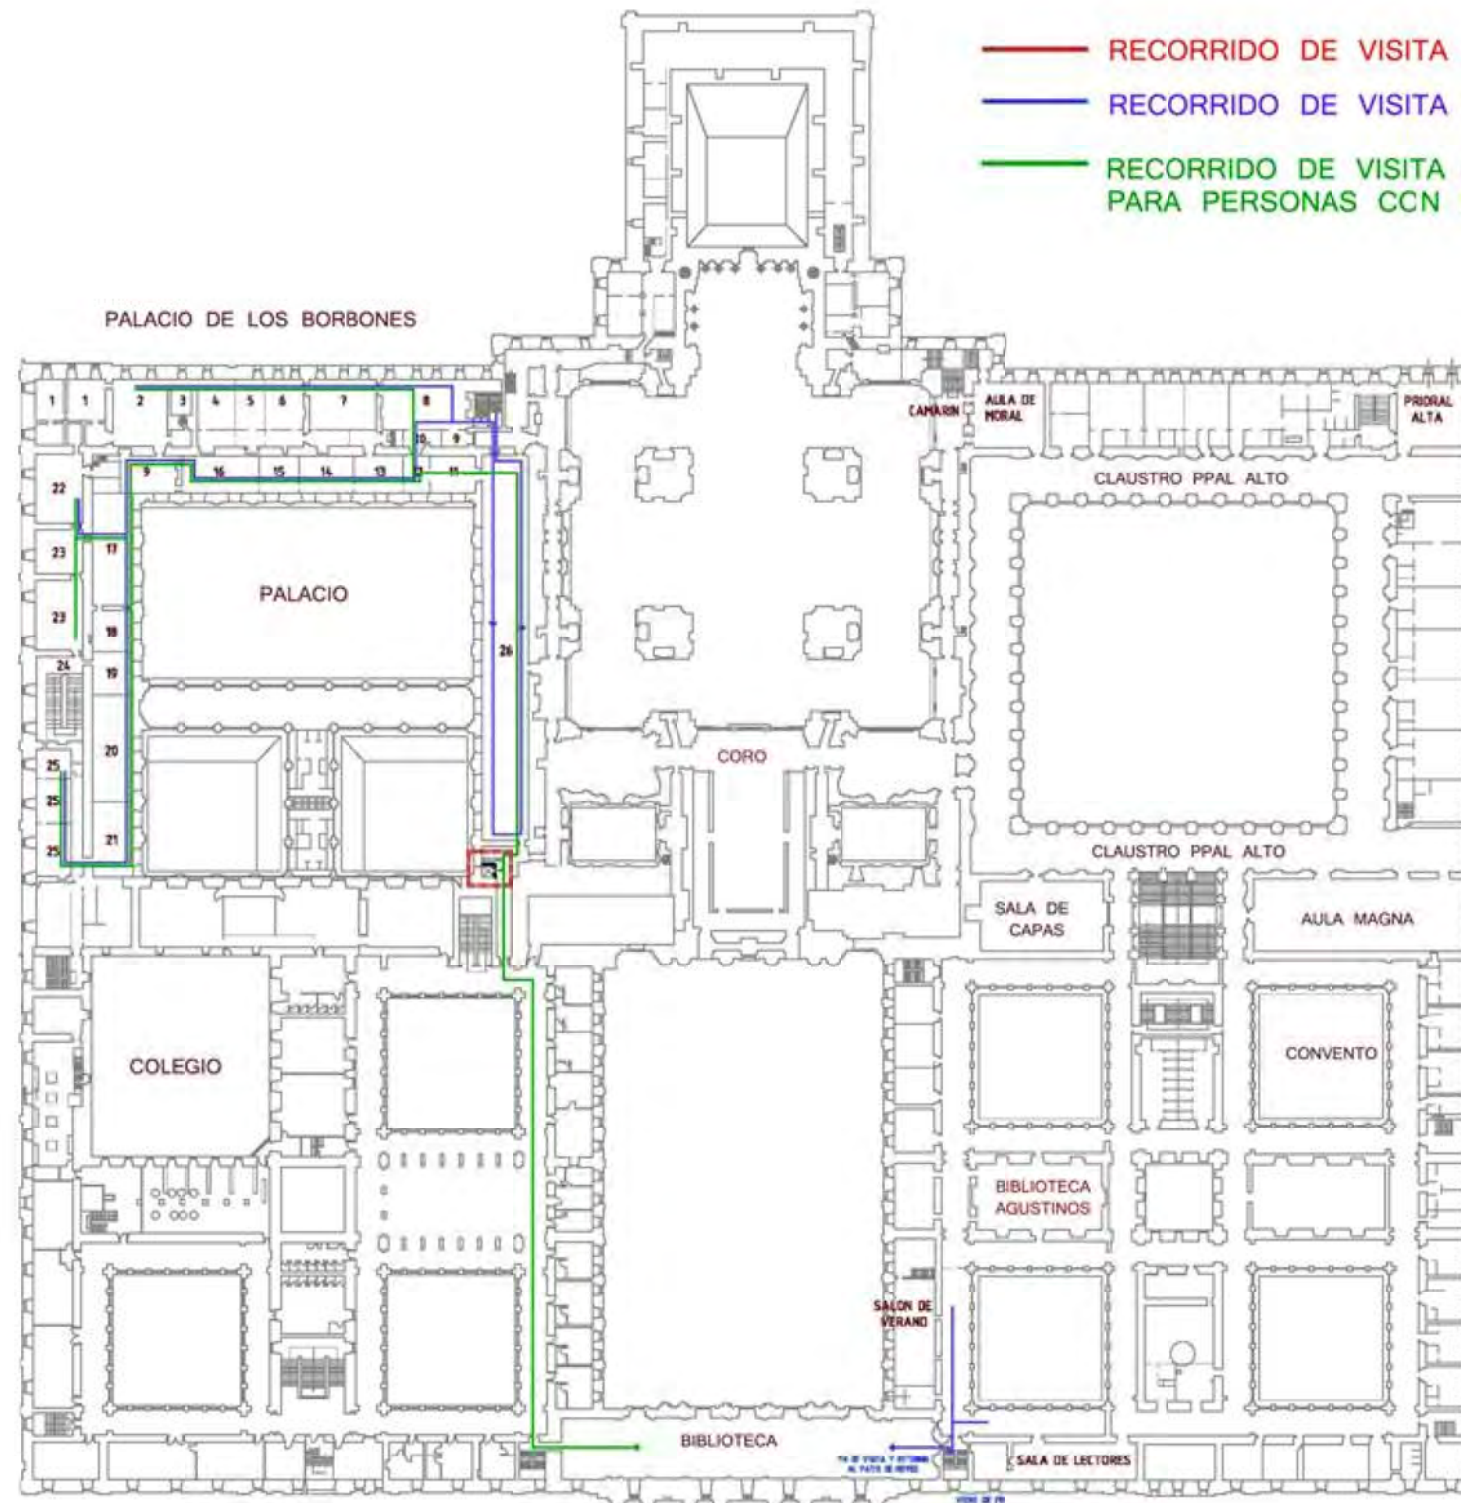 RECORRIDO DE VISITA
RECORRIDO DE VISITA
RECORRIDO DE VISITA
PARA PERSONAS CCN
PALACIO DE LOS BORBONES
1 1 2 3 4 5 6 7 8
CAMARIN
AULA DE
MORAL
PRIORAL
ALTA
10 9
9 16 15 14 13 12 11
CLAUSTRO PPAL ALTO
22
23
17
PALACIO
23
18
26
24
19
20
CORO
25
25
21
25
CLAUSTRO PPAL ALTO
SALA DE
CAPAS
AULA MAGNA
COLEGIO
CONVENTO
BIBLIOTECA
AGUSTINOS
SALON DE
VERANO
BIBLIOTECA
SALA DE LECTORES